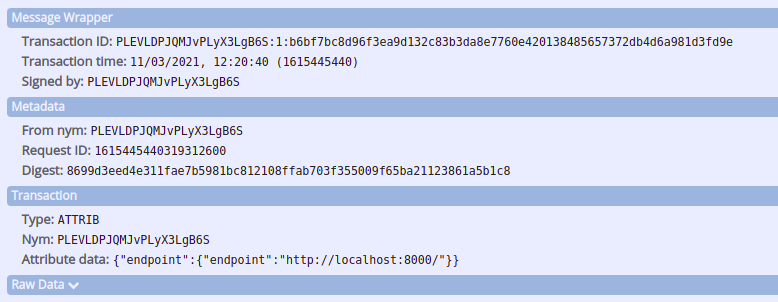 Message Wrapper
Transaction ID: PLEVLDPJQMJvPLyX3LgB6S:1:b6bf7bc8d96f3ea9d132c83b3da8e7760e420138485657372db4d6a981d3fd9e
Transaction time: 11/03/2021, 12:20:40 (1615445440)
Signed by: PLEVLDPJQMJvPLyX3LgB6S
Metadata
From nym: PLEVLDPJQMJvPLyX3LgB6S
Request ID: 1615445440319312600
Digest: 8699d3eed4e311fae7b5981bc812108ffab703f355009f65ba21123861a5b1c8
Transaction
Type: ATTRIB
Nym: PLEVLDPJQMJvPLyX3LgB6S
Attribute data: {"endpoint":{"endpoint":"http://localhost:8000/"}}
Raw Data